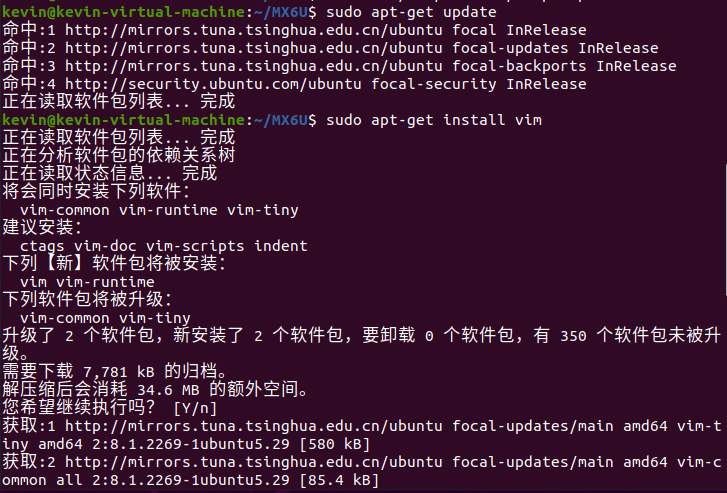 kevin@kevin-virtual-machine:~/MX6U$ sudo apt-get update
命中:1 http://mirrors.tuna.tsinghua.edu.cn/ubuntu focal InRelease
命中:2 http://mirrors.tuna.tsinghua.edu.cn/ubuntu focal-updates InRelease
命中:3 http://mirrors.tuna.tsinghua.edu.cn/ubuntu focal-backports InRelease
命中:4 http://security.ubuntu.com/ubuntu focal-security InRelease
正在读取软件包列表... 完成
kevin@kevin-virtual-machine:~/MX6U$ sudo apt-get install vim
正在读取软件包列表... 完成
正在分析软件包的依赖关系树
正在读取状态信息... 完成
将会同时安装下列软件：
  vim-common vim-runtime vim-tiny
建议安装：
  ctags vim-doc vim-scripts indent
下列【新】软件包将被安装：
  vim vim-runtime
下列软件包将被升级：
  vim-common vim-tiny
升级了 2 个软件包，新安装了 2 个软件包，要卸载 0 个软件包，有 350 个软件包未被升
级。
需要下载 7,781 kB 的归档。
解压缩后会消耗 34.6 MB 的额外空间。
您希望继续执行吗？ [Y/n]
获取:1 http://mirrors.tuna.tsinghua.edu.cn/ubuntu focal-updates/main amd64 vim-t
iny amd64 2:8.1.2269-1ubuntu5.29 [580 kB]
获取:2 http://mirrors.tuna.tsinghua.edu.cn/ubuntu focal-updates/main amd64 vim-c
ommon all 2:8.1.2269-1ubuntu5.29 [85.4 kB]